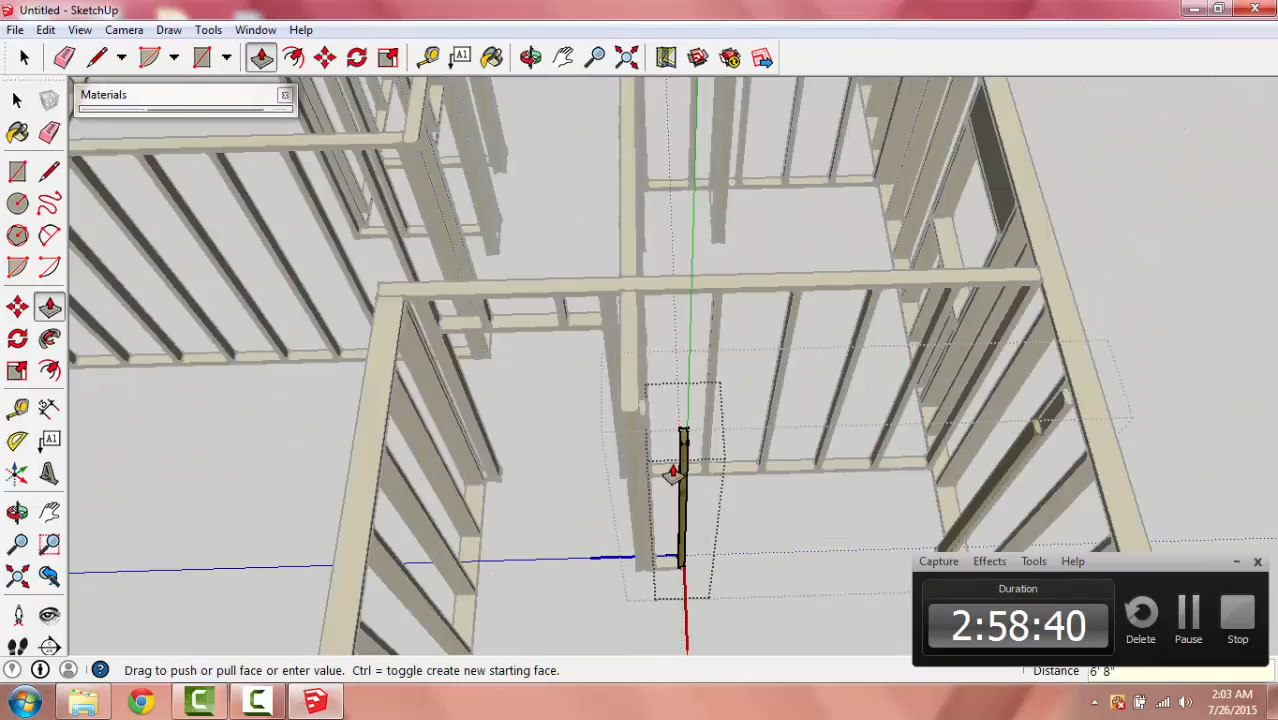 Untitled - SketchUp
File Edit Camera Draw Tools Window Help
A1
Materials
A1
Capture Effects Tools Help
Duration
2:58:40
Delete Pause Stop
Drag to push or pull face or enter value. Ctrl = toggle create new starting face.
Distance 6' 8"
2:03 AM
7/26/2015